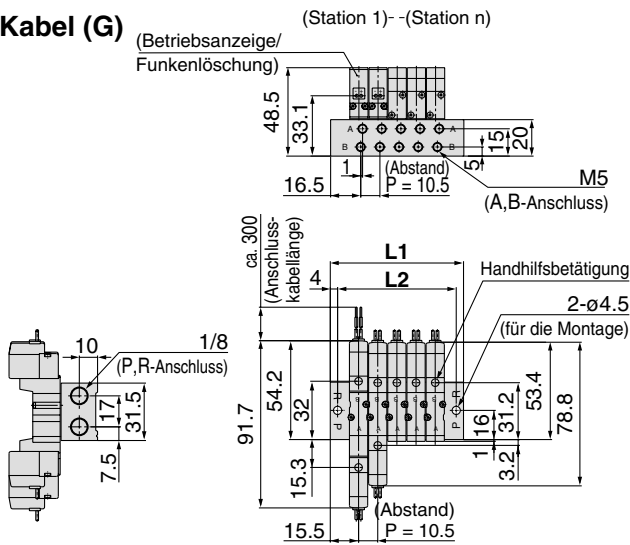 Kabel (G)
(Station 1)- -(Station n)
(Betriebsanzeige/
Funkenlöschung)
48.5
33.1
A
A
B
B
15
20
5
1
(Abstand)
P = 10.5
16.5
M5
(A,B-Anschluss)
ca. 300
(Anschluss-
kabellänge)
L1
4
L2
Handhilfsbetätigung
2-ø4.5
(für die Montage)
10
1/8
(P,R-Anschluss)
17
31.5
7.5
91.7
54.2
32
15.3
R
P
B B B B B
A A A A A
R
P
16
1
31.2
3.2
53.4
78.8
(Abstand)
15.5
P = 10.5